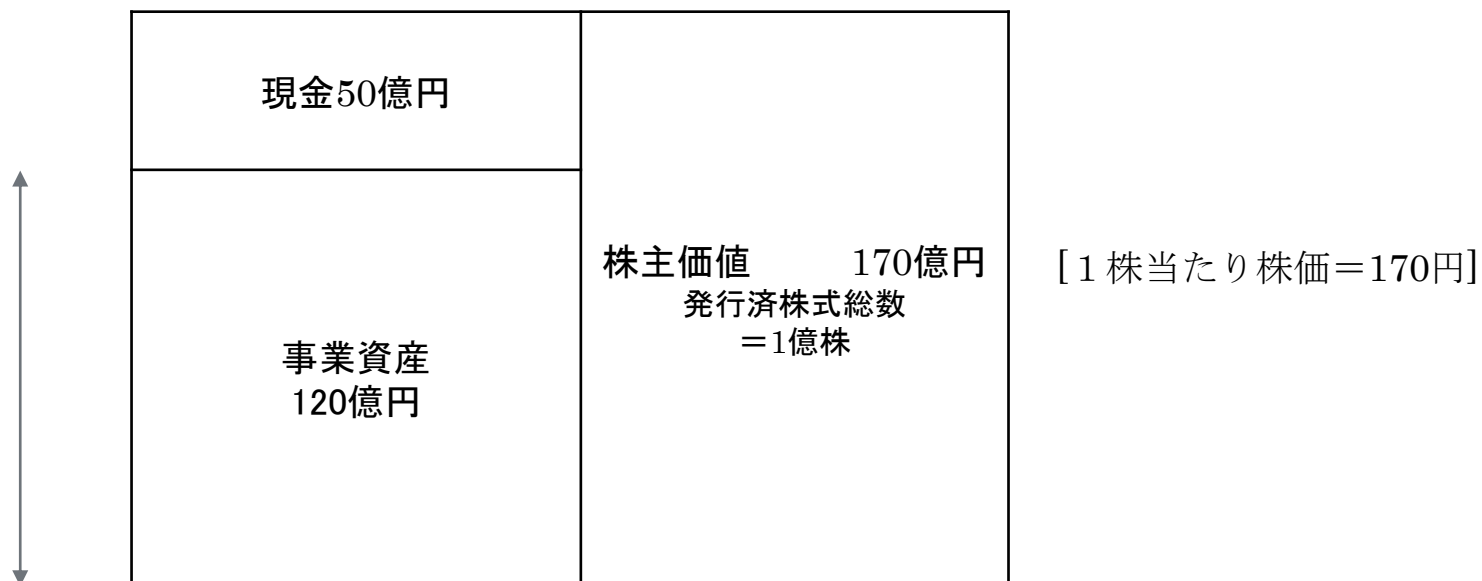 現金50億円
事業資産
120億円
株主価値　　170億円
発行済株式総数
＝1億株
[１株当たり株価＝170円]